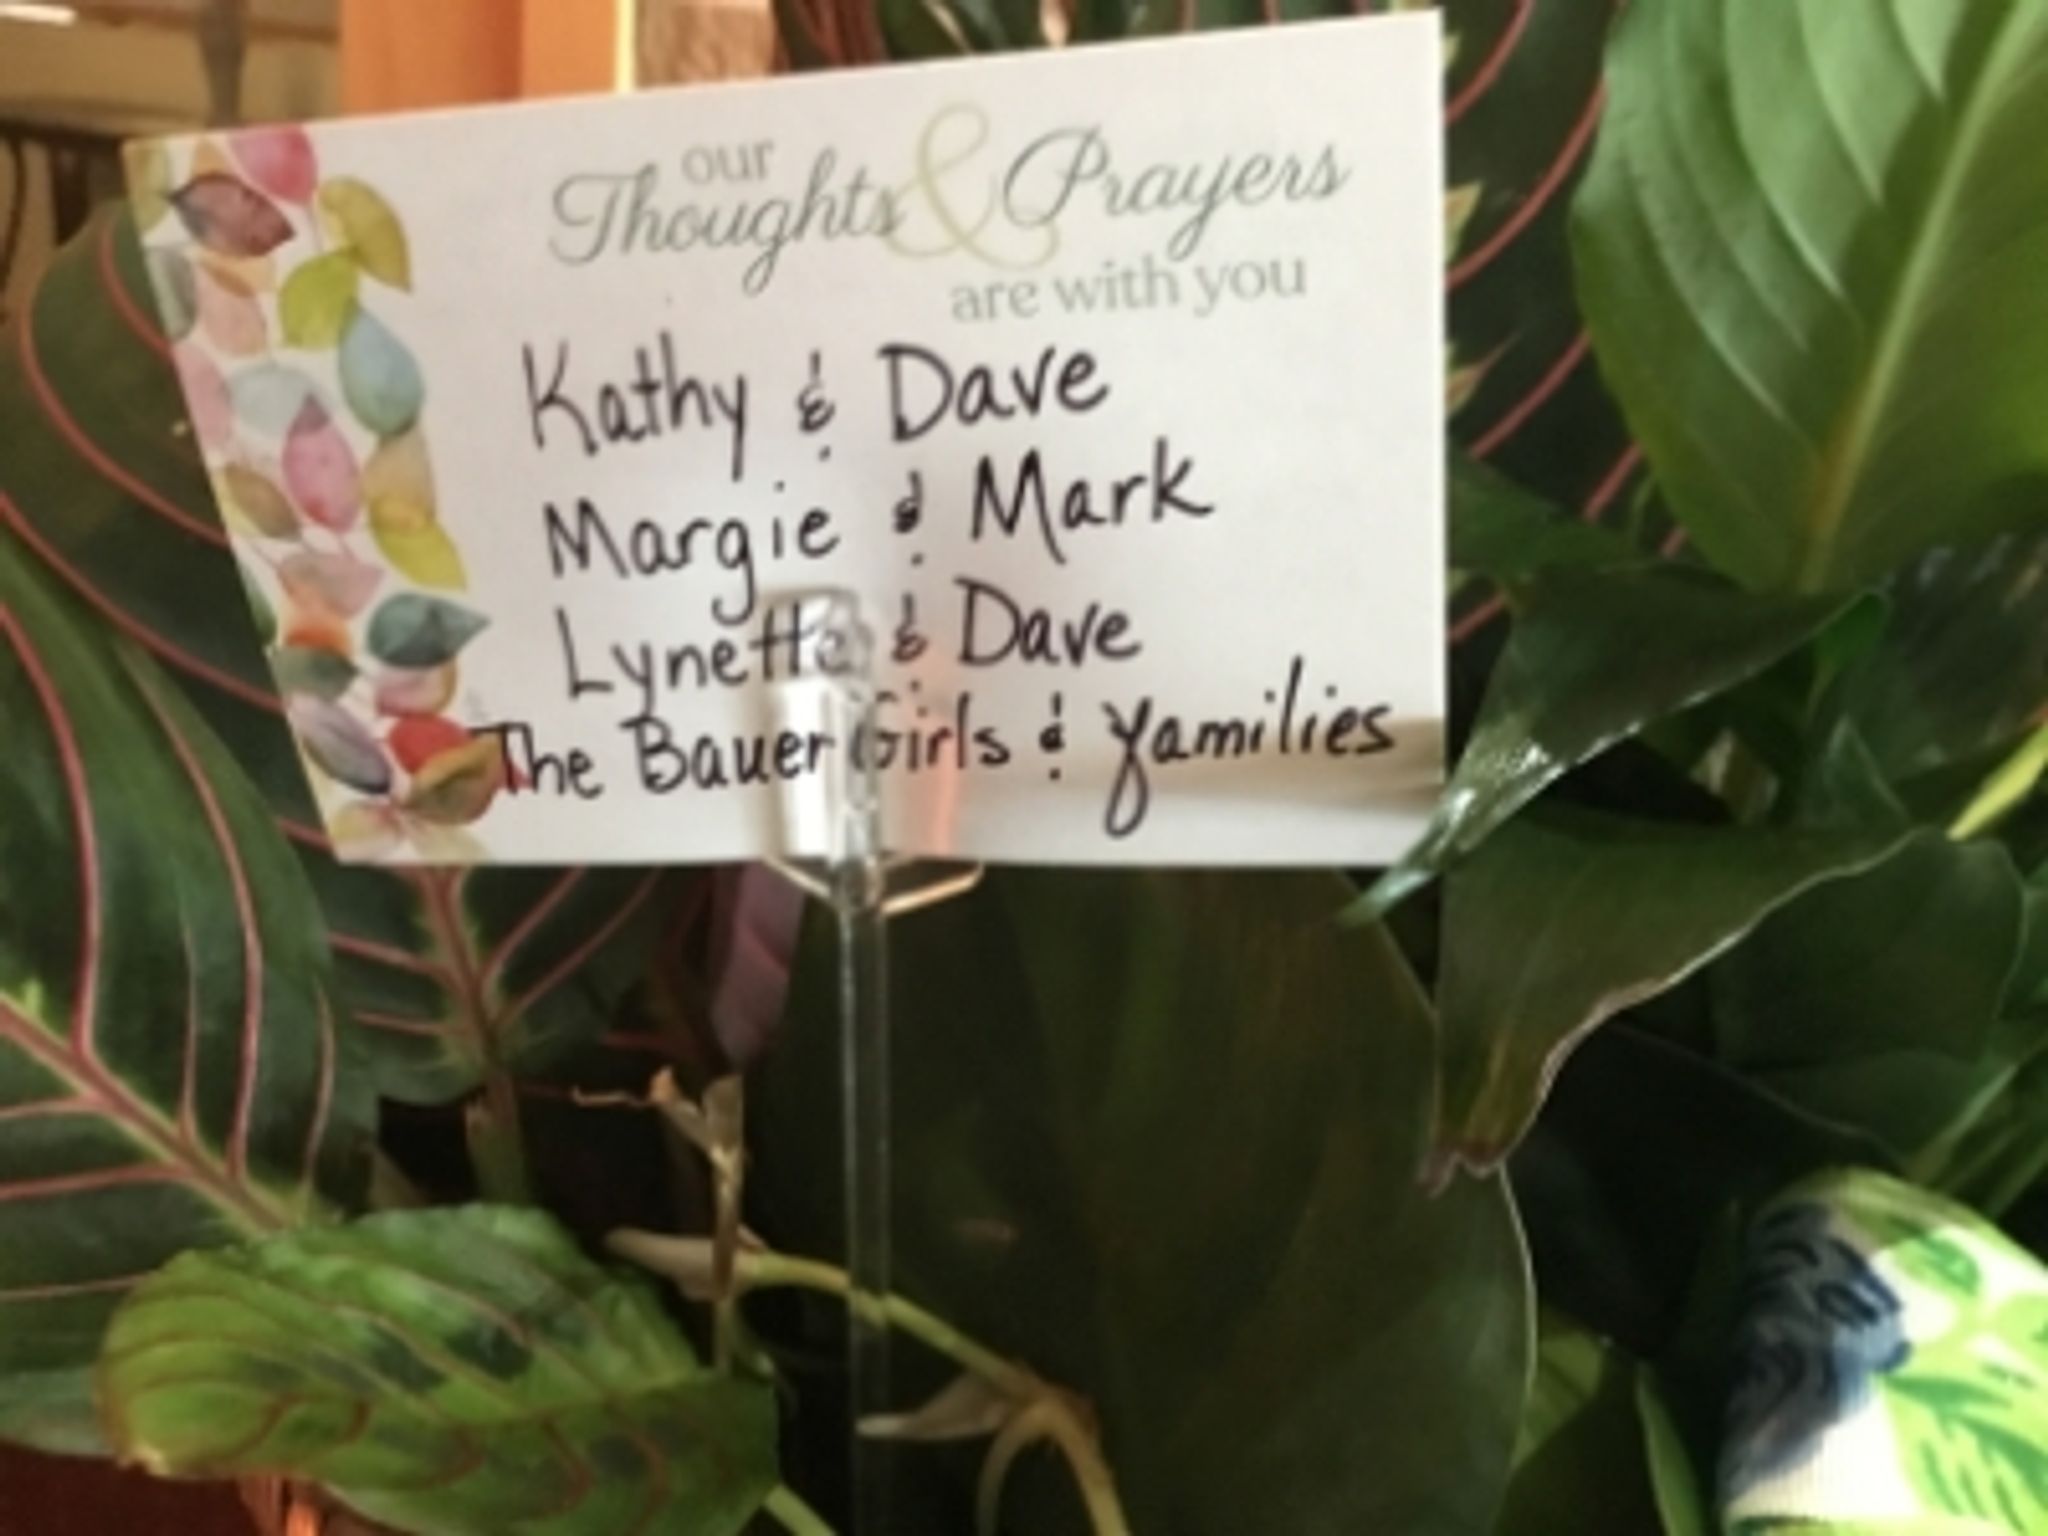 our
Thoughts & Prayers
are with you
Kathy & Dave
Margie & Mark
Lynette & Dave
The Bauer Girls & Families